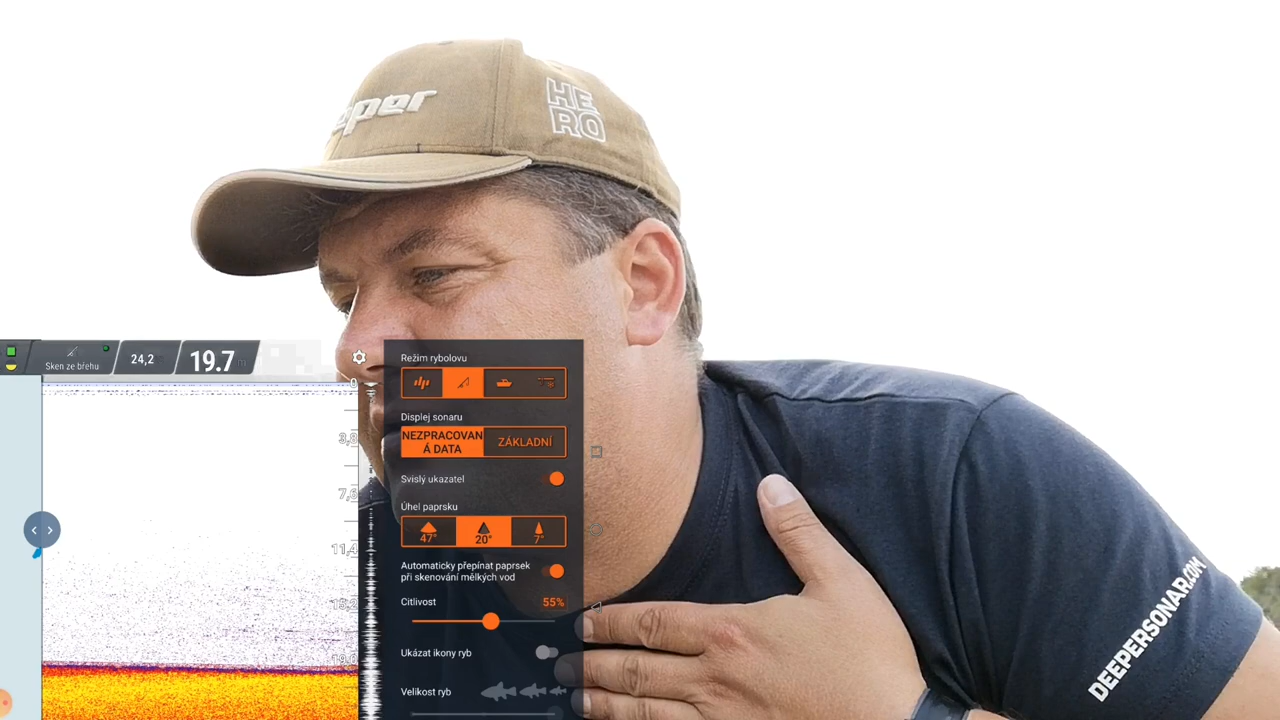 eper
HE
RO
Sken ze břehu
24,2
19.7 m
0
3,8
7,6
11,4
15,2
19,0
Režim rybolovu
Displej sonaru
NEZPRACOVAN
Á DATA
ZÁKLADNÍ
Svislý ukazatel
Úhel paprsku
47°
20°
7°
Automaticky přepínat paprsek
při skenování mělkých vod
Citlivost
55%
Ukázat ikony ryb
Velikost ryb
DEEPERSONAR.COM